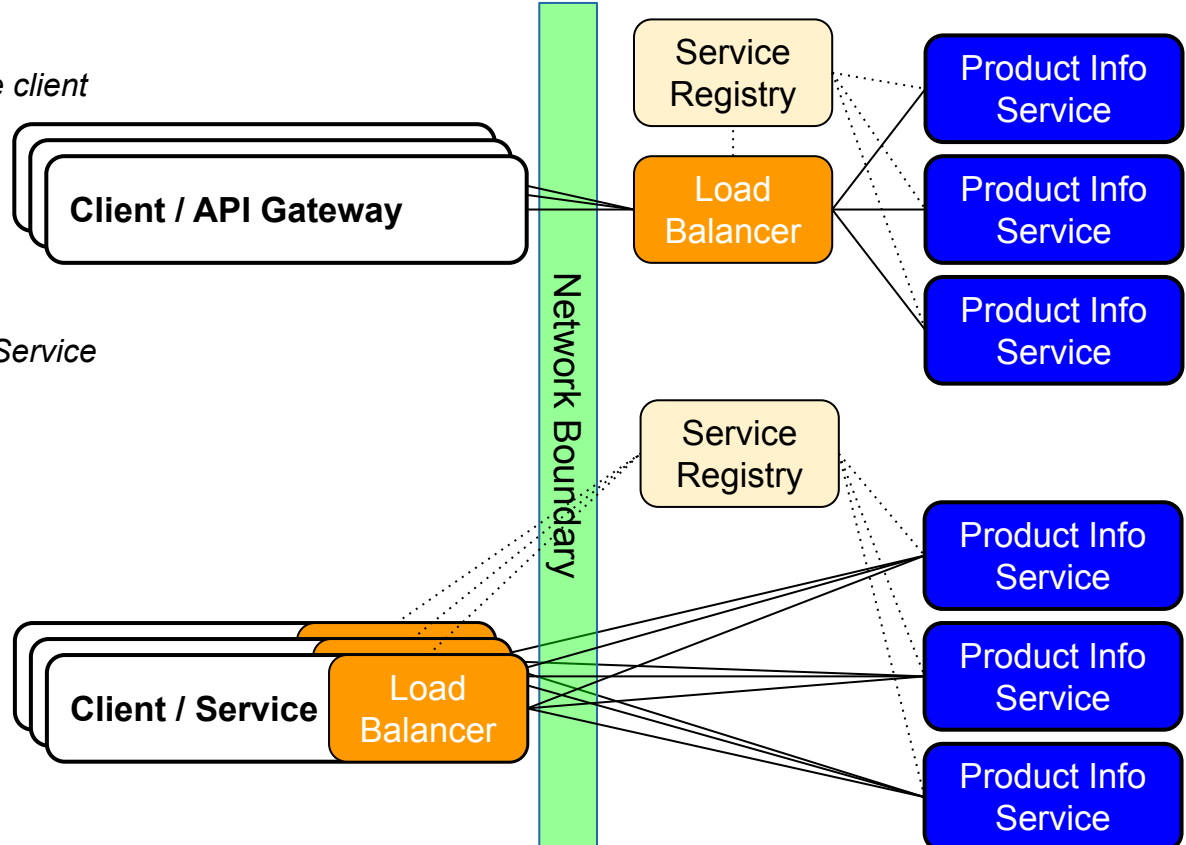 e client
Client / API Gateway
Service
Registry
Load
Balancer
Product Info
Service
Product Info
Service
Product Info
Service
Network Boundary
Service
Service
Registry
Client / Service
Load
Balancer
Product Info
Service
Product Info
Service
Product Info
Service